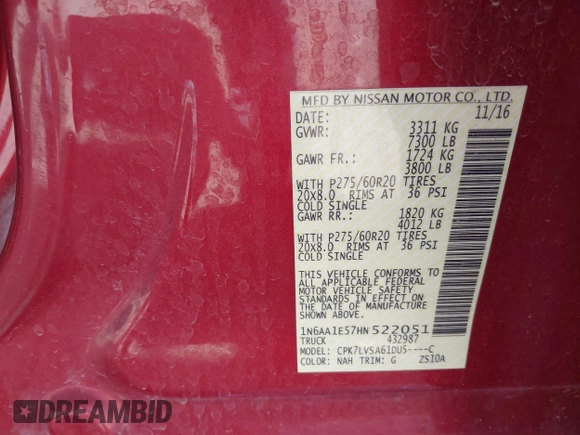 MFD BY NISSAN MOTOR CO., LTD.
DATE: 11/16
GVWR: 3311 KG
7300 LB
GAWR FR.: 1724 KG
3800 LB
WITH P275/60R20 TIRES
20X8.0 RIMS AT 36 PSI
COLD SINGLE
GAWR RR.: 1820 KG
4012 LB
WITH P275/60R20 TIRES
20X8.0 RIMS AT 36 PSI
COLD SINGLE
THIS VEHICLE CONFORMS TO
ALL APPLICABLE FEDERAL
MOTOR VEHICLE SAFETY
STANDARDS IN EFFECT ON
THE DATE OF MANUFACTURE
SHOWN ABOVE.
1N6AA1E57HN522051
TRUCK 432987
MODEL: CPK7LVSA61DU5----C
COLOR: NAH TRIM: G ZS10A
DREAMBID